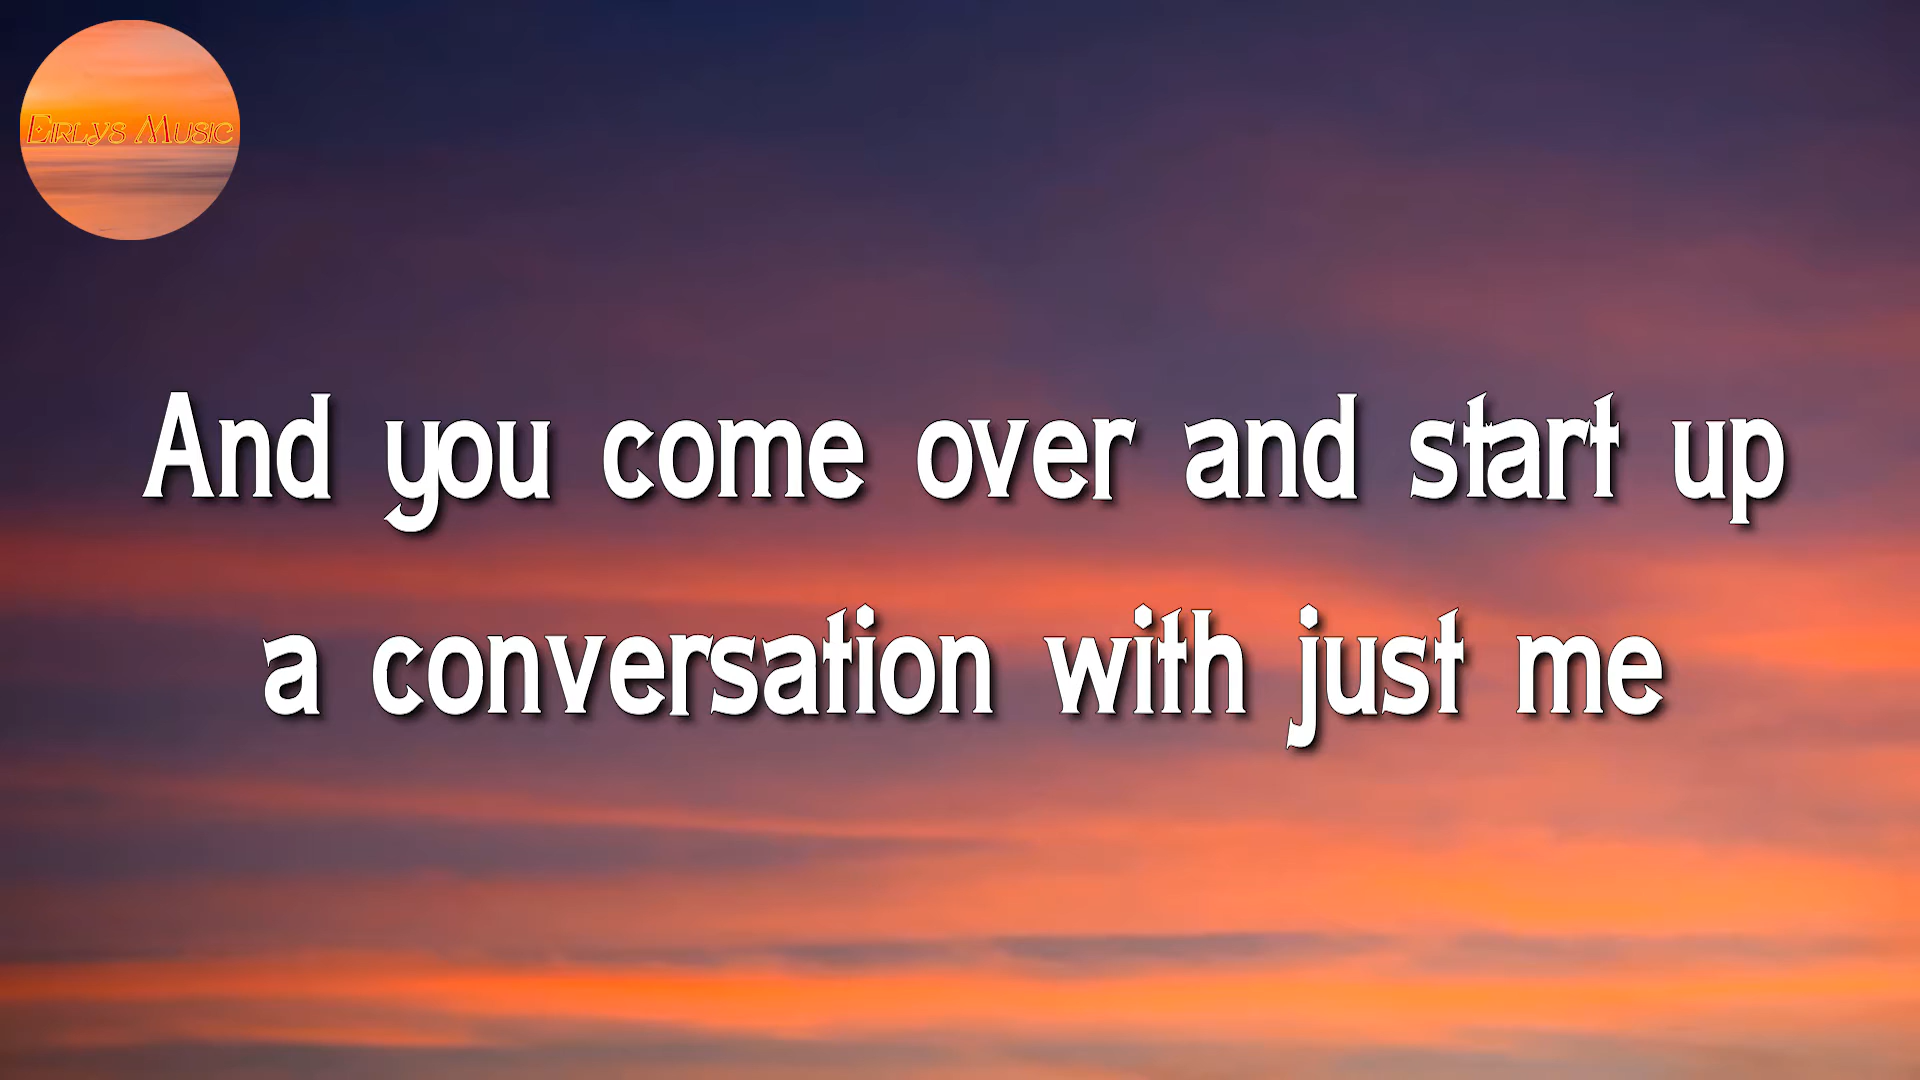 Eirlys Music
And you come over and start up
a conversation with just me